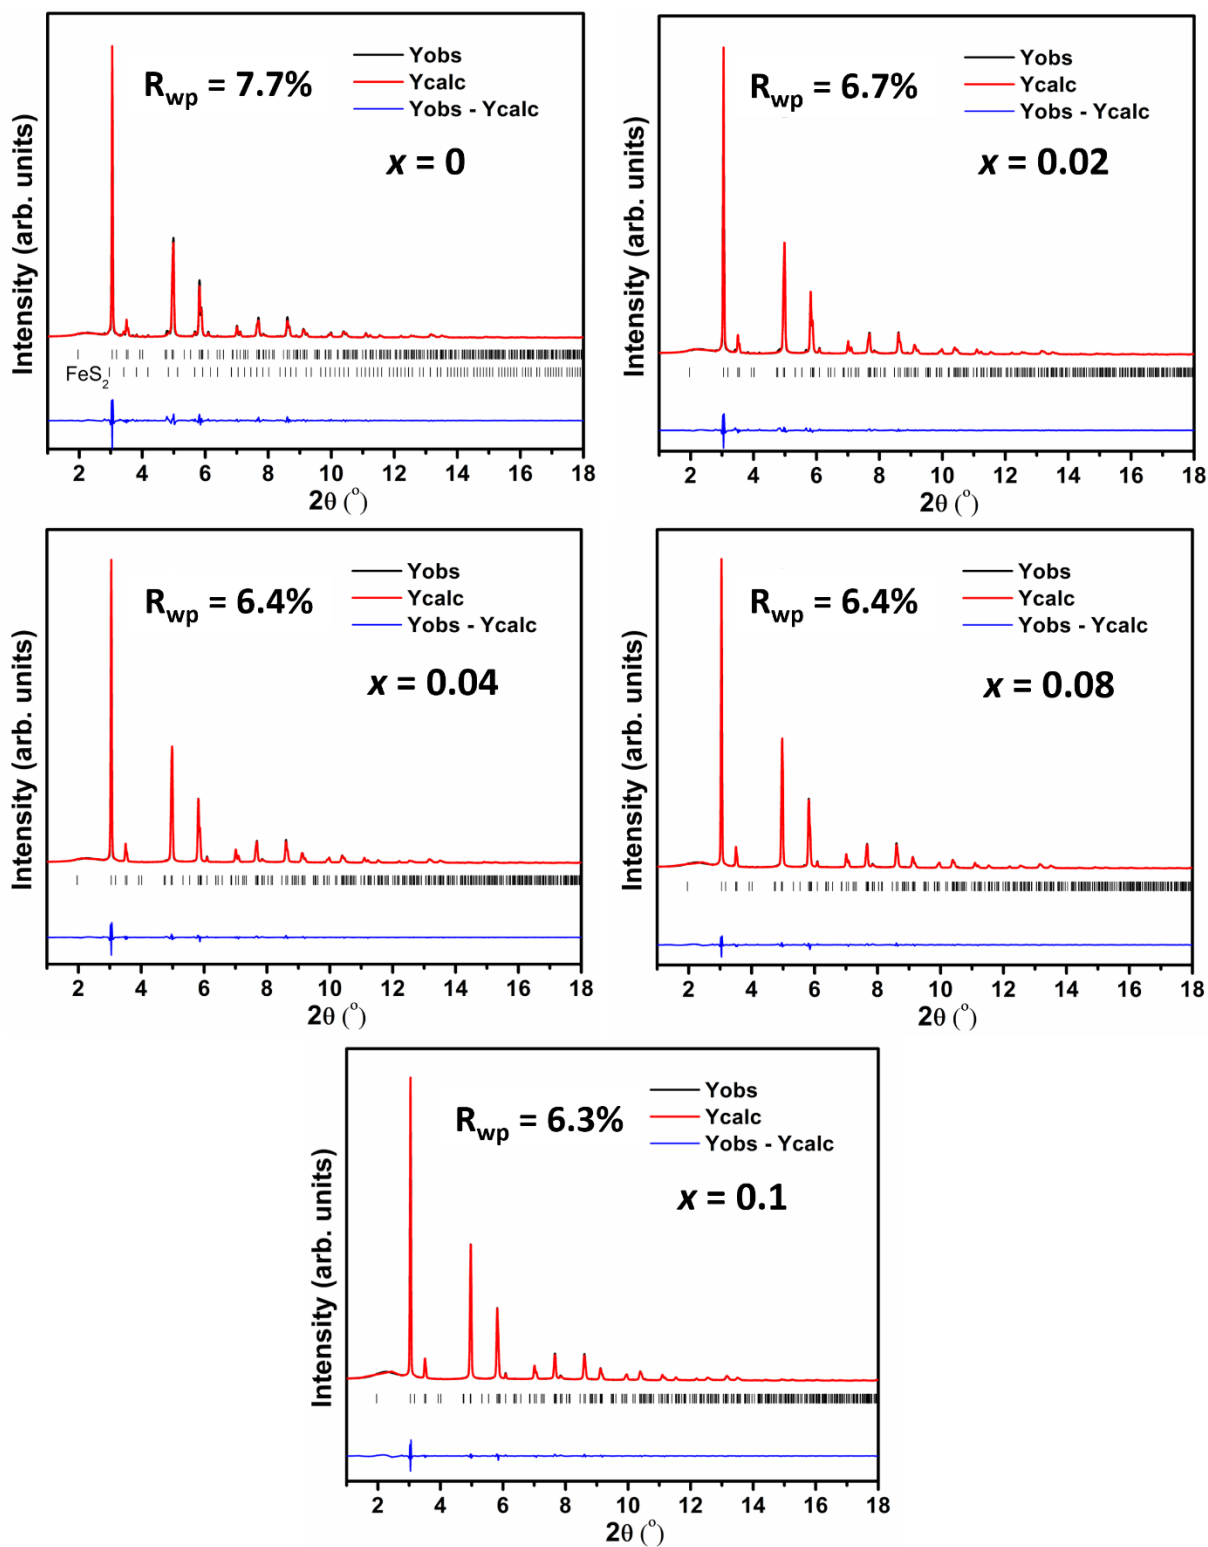 Intensity (arb. units)
R_wp = 7.7%
Yobs
Ycalc
Yobs - Ycalc
x = 0
FeS₂
2 4 6 8 10 12 14 16 18
2θ (°)
Intensity (arb. units)
R_wp = 6.7%
Yobs
Ycalc
Yobs - Ycalc
x = 0.02
2 4 6 8 10 12 14 16 18
2θ (°)
Intensity (arb. units)
R_wp = 6.4%
Yobs
Ycalc
Yobs - Ycalc
x = 0.04
2 4 6 8 10 12 14 16 18
2θ (°)
Intensity (arb. units)
R_wp = 6.4%
Yobs
Ycalc
Yobs - Ycalc
x = 0.08
2 4 6 8 10 12 14 16 18
2θ (°)
Intensity (arb. units)
R_wp = 6.3%
Yobs
Ycalc
Yobs - Ycalc
x = 0.1
2 4 6 8 10 12 14 16 18
2θ (°)